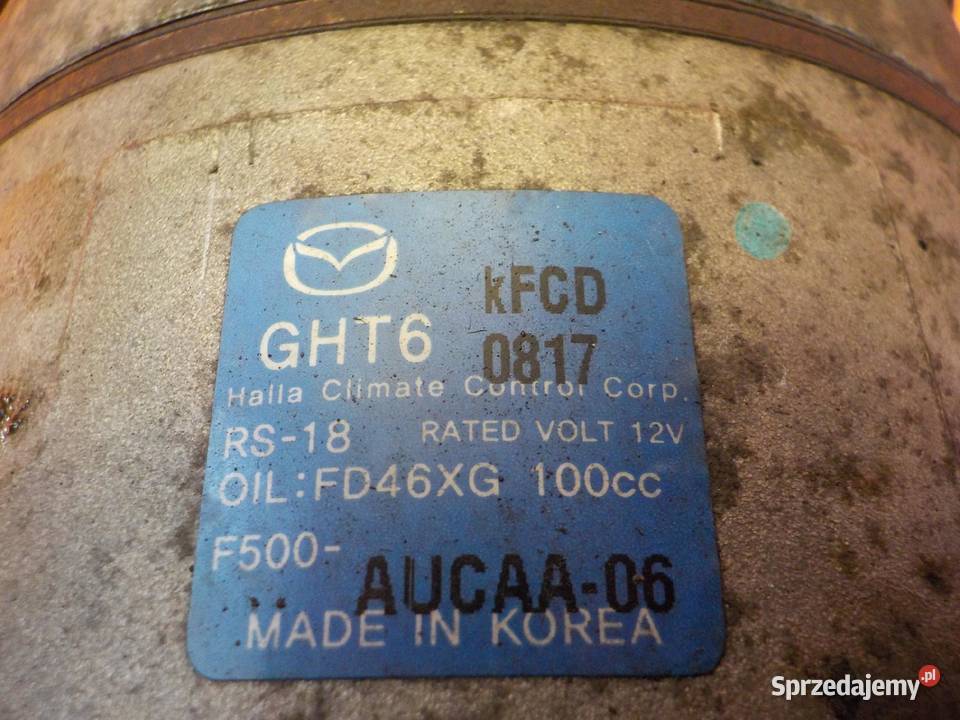 kFCD
GHT6 0817
Halla Climate Control Corp.
RS-18 RATED VOLT 12V
OIL:FD46XG 100cc
F500- AUCAA-06
MADE IN KOREA
Sprzedajemy.pl